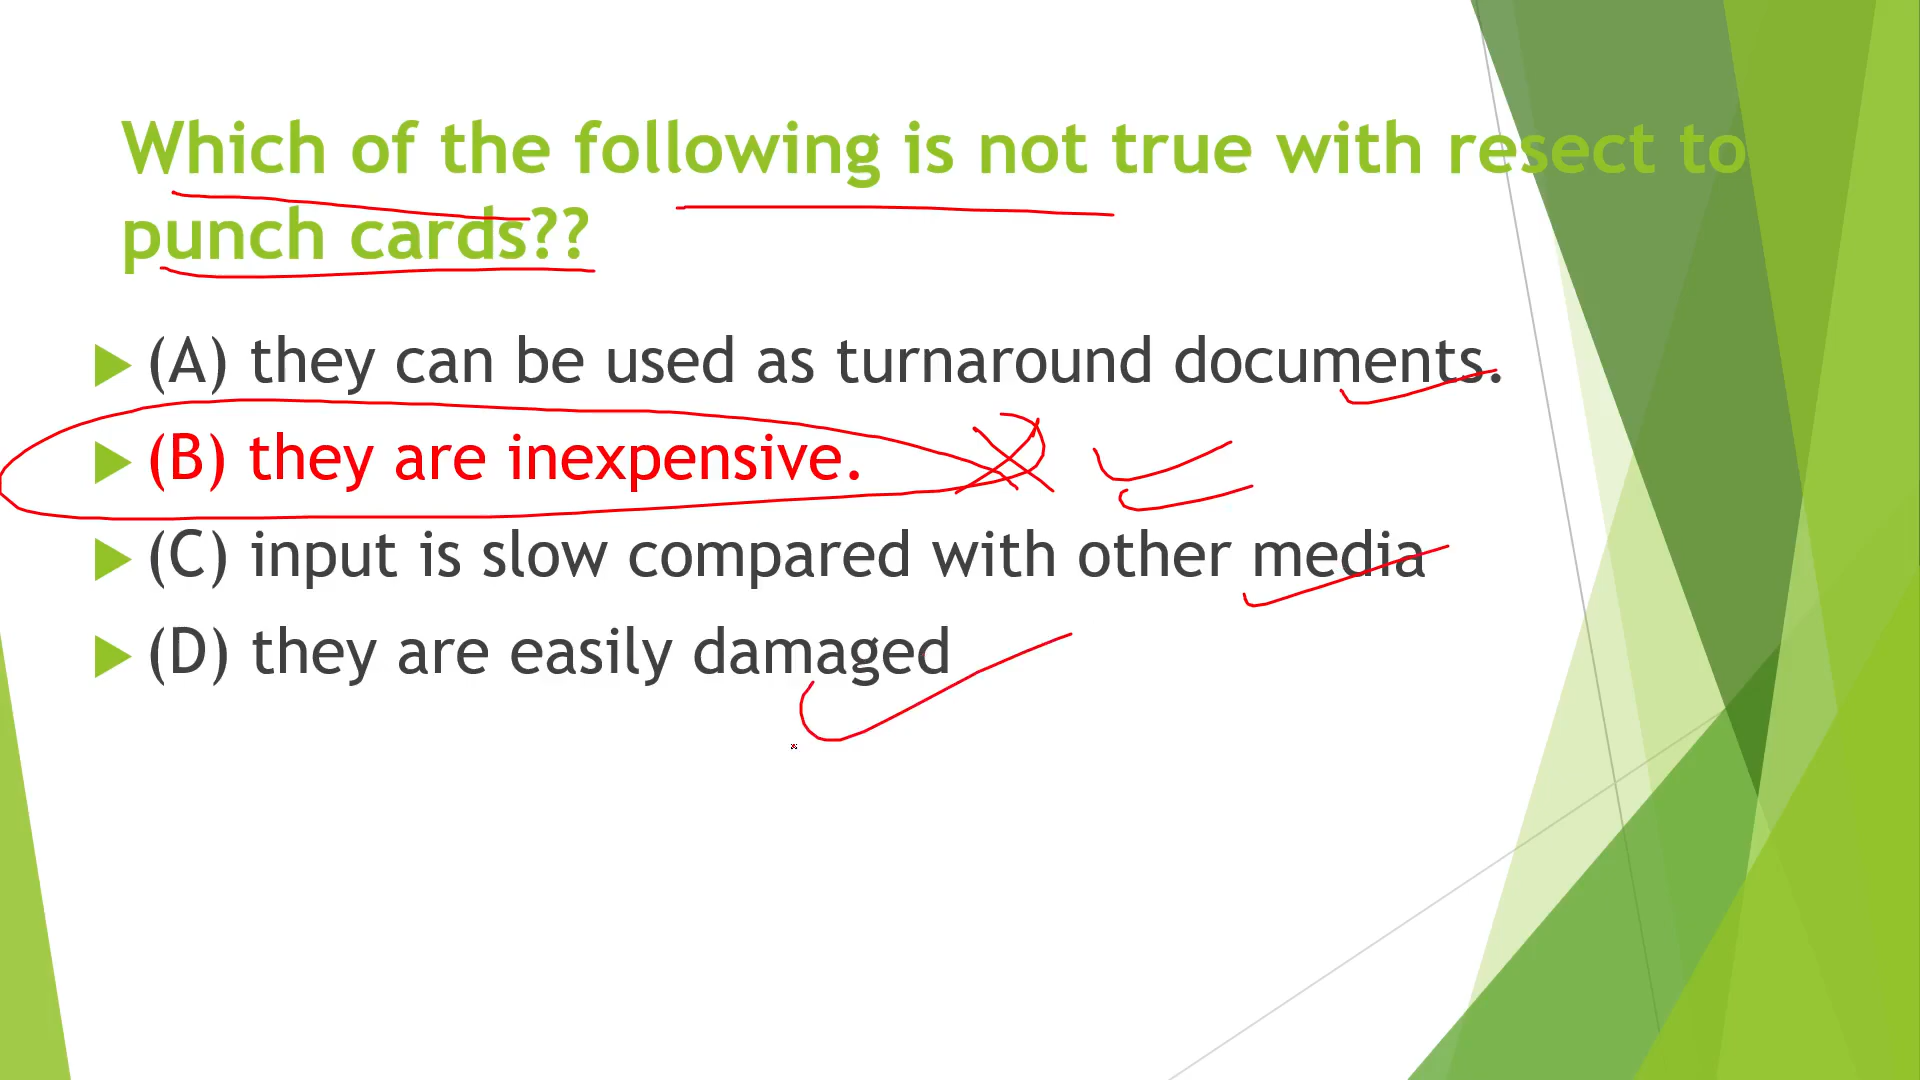 Which of the following is not true with resect to
punch cards??
(A) they can be used as turnaround documents.
(B) they are inexpensive.
(C) input is slow compared with other media
(D) they are easily damaged